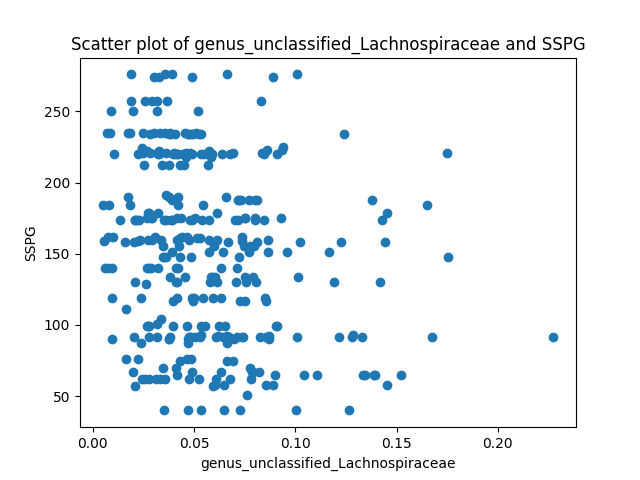 Scatter plot of genus_unclassified_Lachnospiraceae and SSPG
250
200
150
100
50
SSPG
0.00 0.05 0.10 0.15 0.20
genus_unclassified_Lachnospiraceae